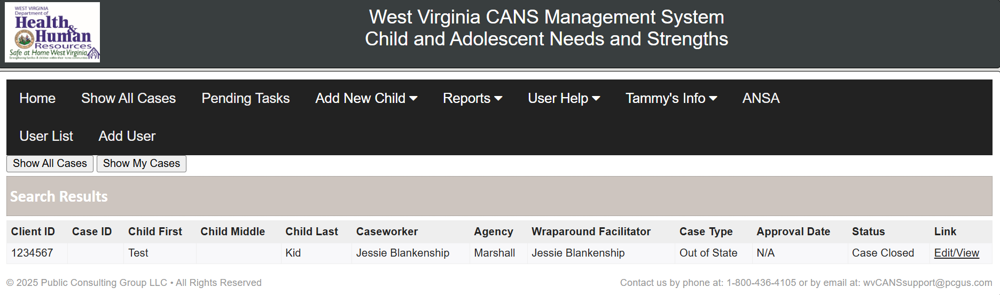 WEST VIRGINIA
Department of
Health &
Human
Resources
Safe at Home West Virginia
West Virginia CANS Management System
Child and Adolescent Needs and Strengths
Home Show All Cases Pending Tasks Add New Child Reports User Help Tammy's Info ANSA
User List Add User
Show All Cases Show My Cases
Search Results
Client ID Case ID Child First Child Middle Child Last Caseworker Agency Wraparound Facilitator Case Type Approval Date Status Link
1234567 Test Kid Jessie Blankenship Marshall Jessie Blankenship Out of State N/A Case Closed Edit/View
© 2025 Public Consulting Group LLC • All Rights Reserved Contact us by phone at: 1-800-436-4105 or by email at: wvCANSsupport@pcgus.com